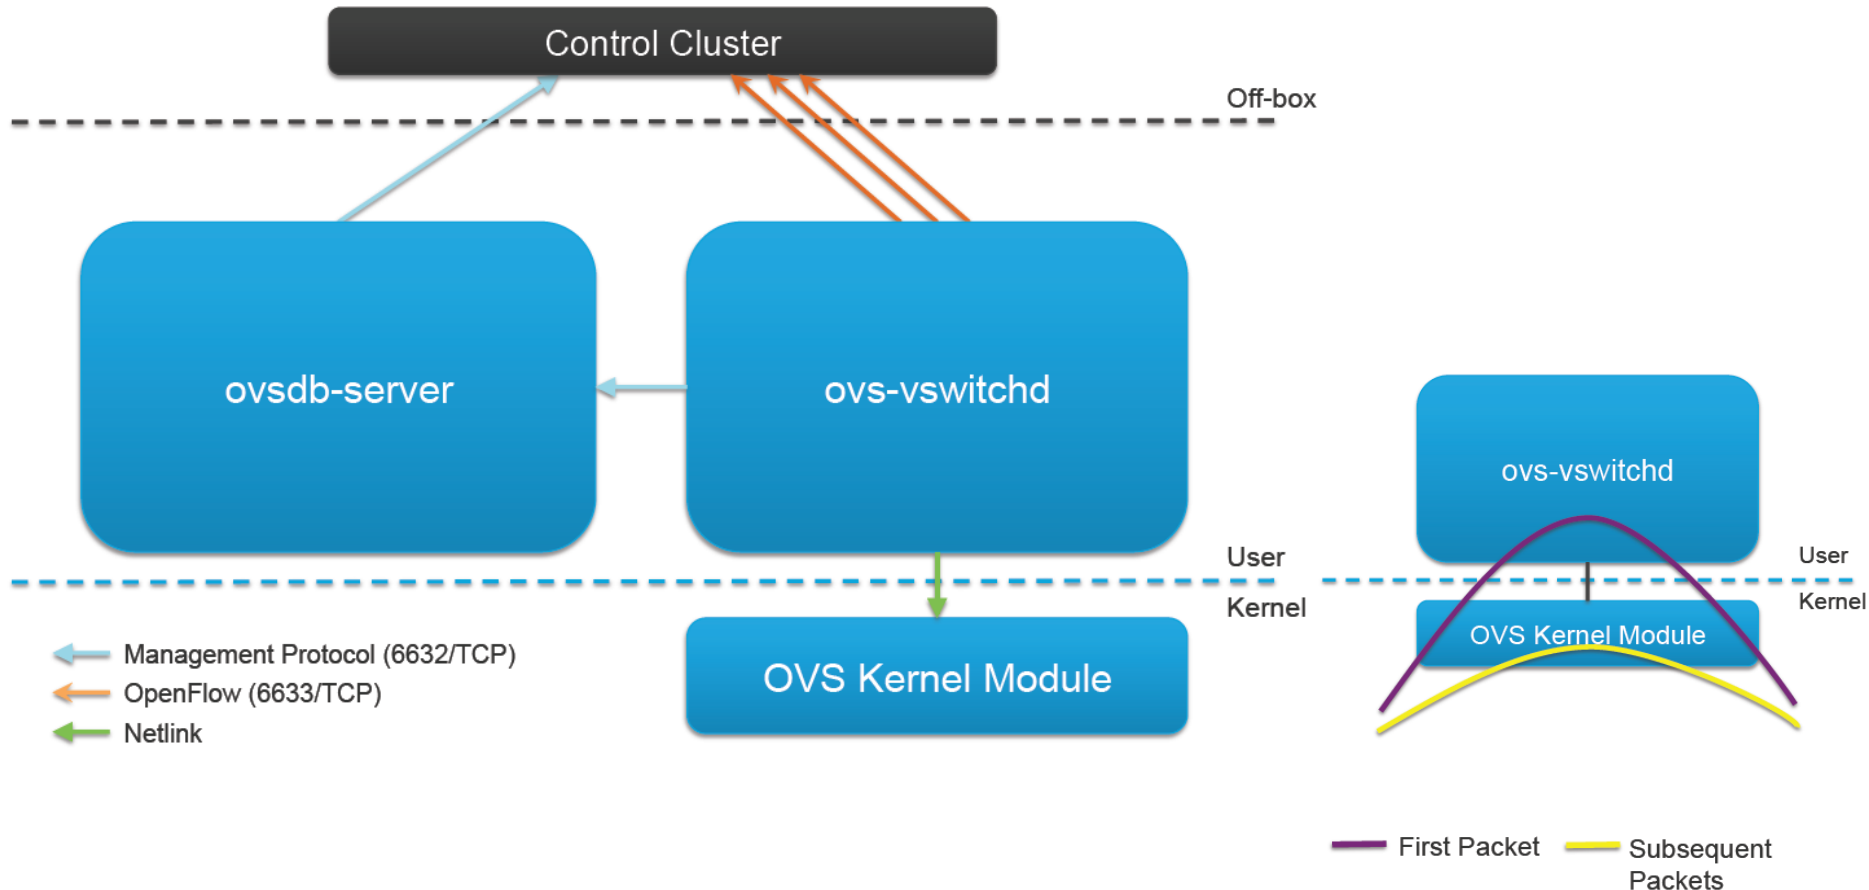 Control Cluster
Off-box
ovsdb-server
ovs-vswitchd
User
Kernel
OVS Kernel Module
Management Protocol (6632/TCP)
OpenFlow (6633/TCP)
Netlink
ovs-vswitchd
User
Kernel
OVS Kernel Module
First Packet
Subsequent
Packets